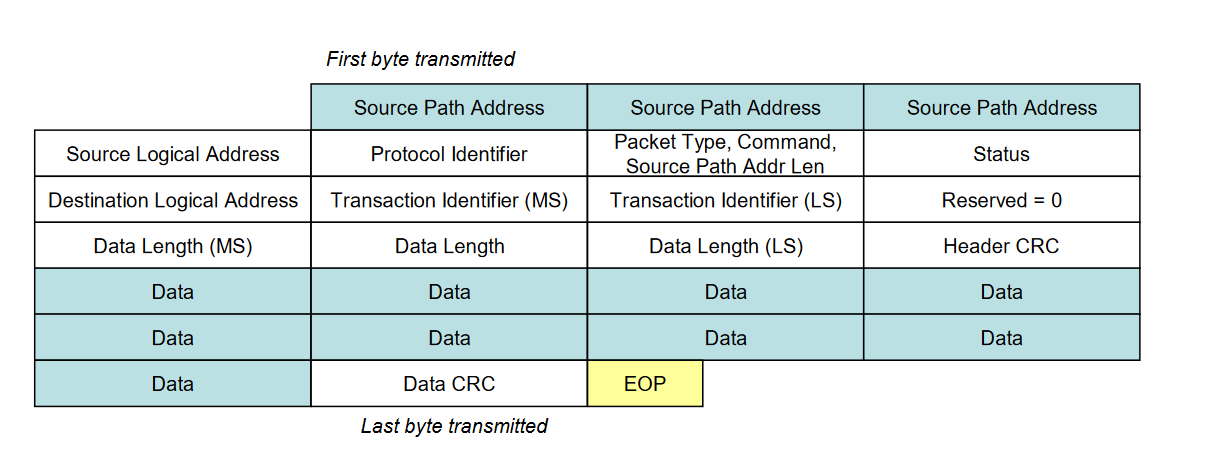 First byte transmitted
Source Path Address Source Path Address Source Path Address
Source Logical Address Protocol Identifier Packet Type, Command, Source Path Addr Len Status
Destination Logical Address Transaction Identifier (MS) Transaction Identifier (LS) Reserved = 0
Data Length (MS) Data Length Data Length (LS) Header CRC
Data Data Data Data
Data Data Data Data
Data Data CRC EOP
Last byte transmitted